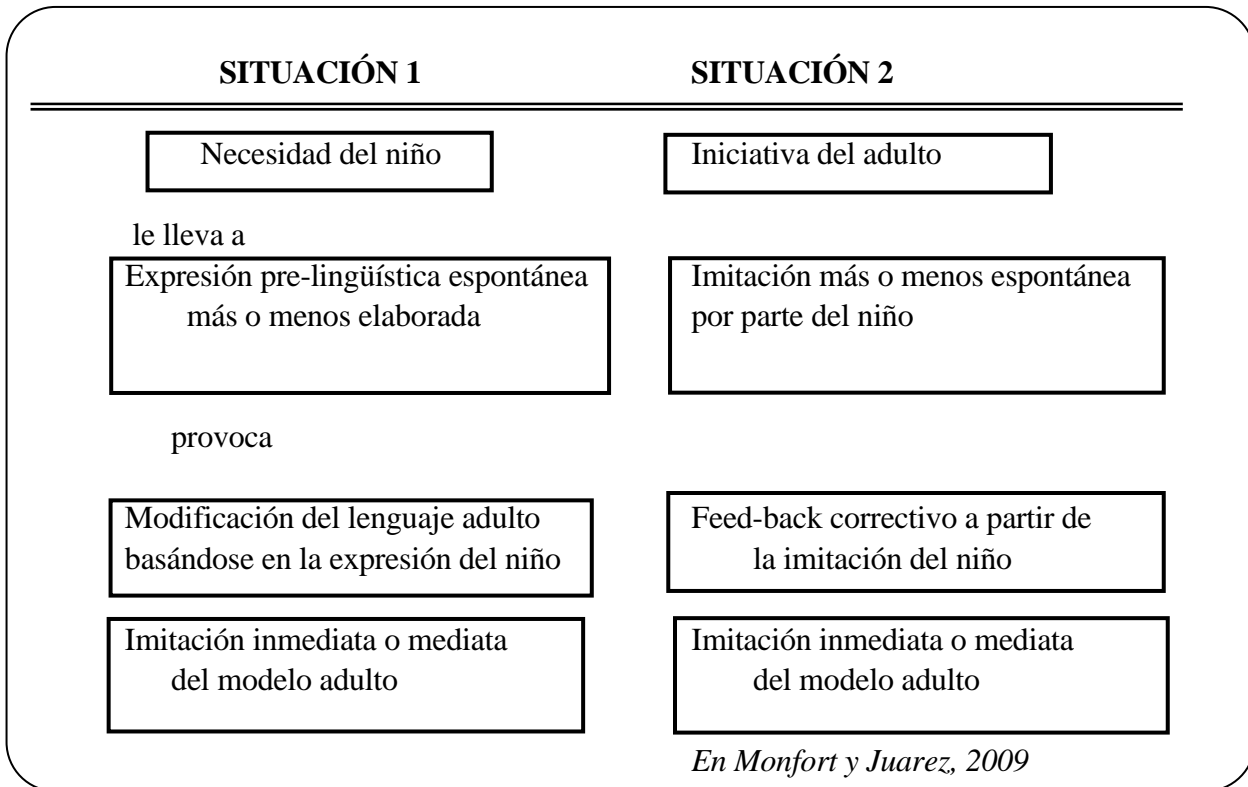 SITUACIÓN 1
SITUACIÓN 2
Necesidad del niño
Iniciativa del adulto
le lleva a
Expresión pre-lingüística espontánea
más o menos elaborada
Imitación más o menos espontánea
por parte del niño
provoca
Modificación del lenguaje adulto
basándose en la expresión del niño
Feed-back correctivo a partir de
la imitación del niño
Imitación inmediata o mediata
del modelo adulto
Imitación inmediata o mediata
del modelo adulto
En Monfort y Juarez, 2009